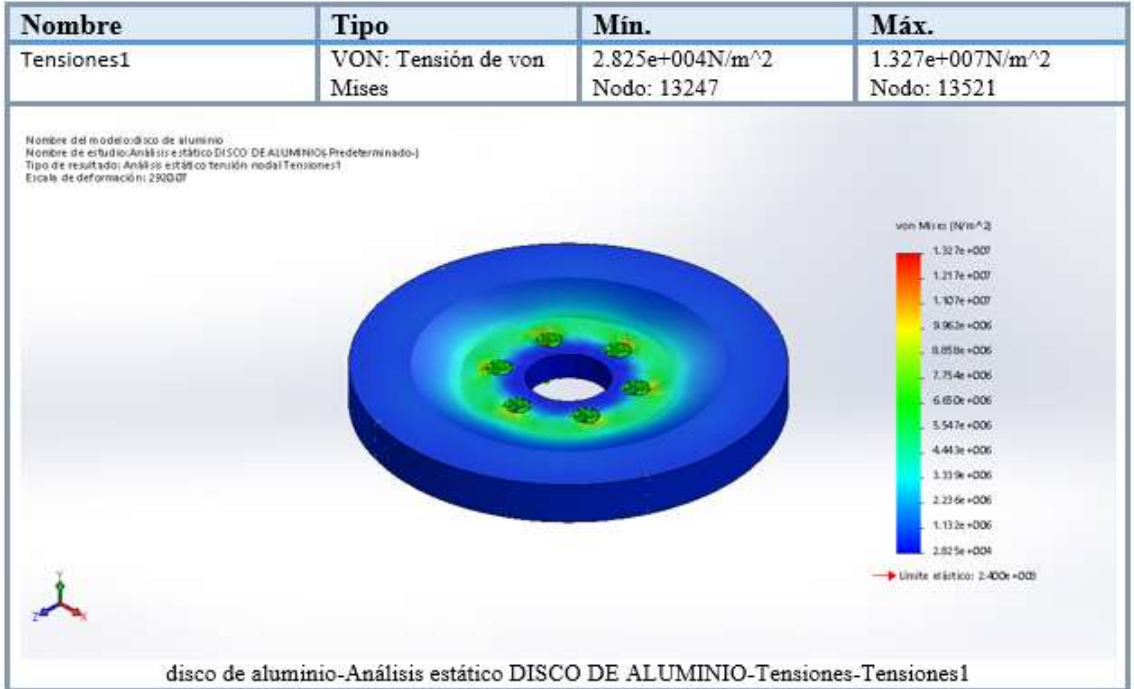 Nombre Tipo Mín. Máx.
Tensiones1 VON: Tensión de von 2.825e+004N/m^2 1.327e+007N/m^2
Mises Nodo: 13247 Nodo: 13521
Nombre del modelo:disco de aluminio
Nombre de estudio:Análisis estático DISCO DE ALUMINIO(-Predeterminado-)
Tipo de resultado: Análisis estático tensión nodal Tensiones1
Escala de deformación:
von Mises (N/m^2)
1.327e+007
1.217e+007
1.107e+007
9.962e+006
8.858e+006
7.754e+006
6.650e+006
5.547e+006
4.443e+006
3.339e+006
2.236e+006
1.132e+006
2.825e+004
Límite elástico: 2.400e+008
Y
Z X
disco de aluminio-Análisis estático DISCO DE ALUMINIO-Tensiones-Tensiones1